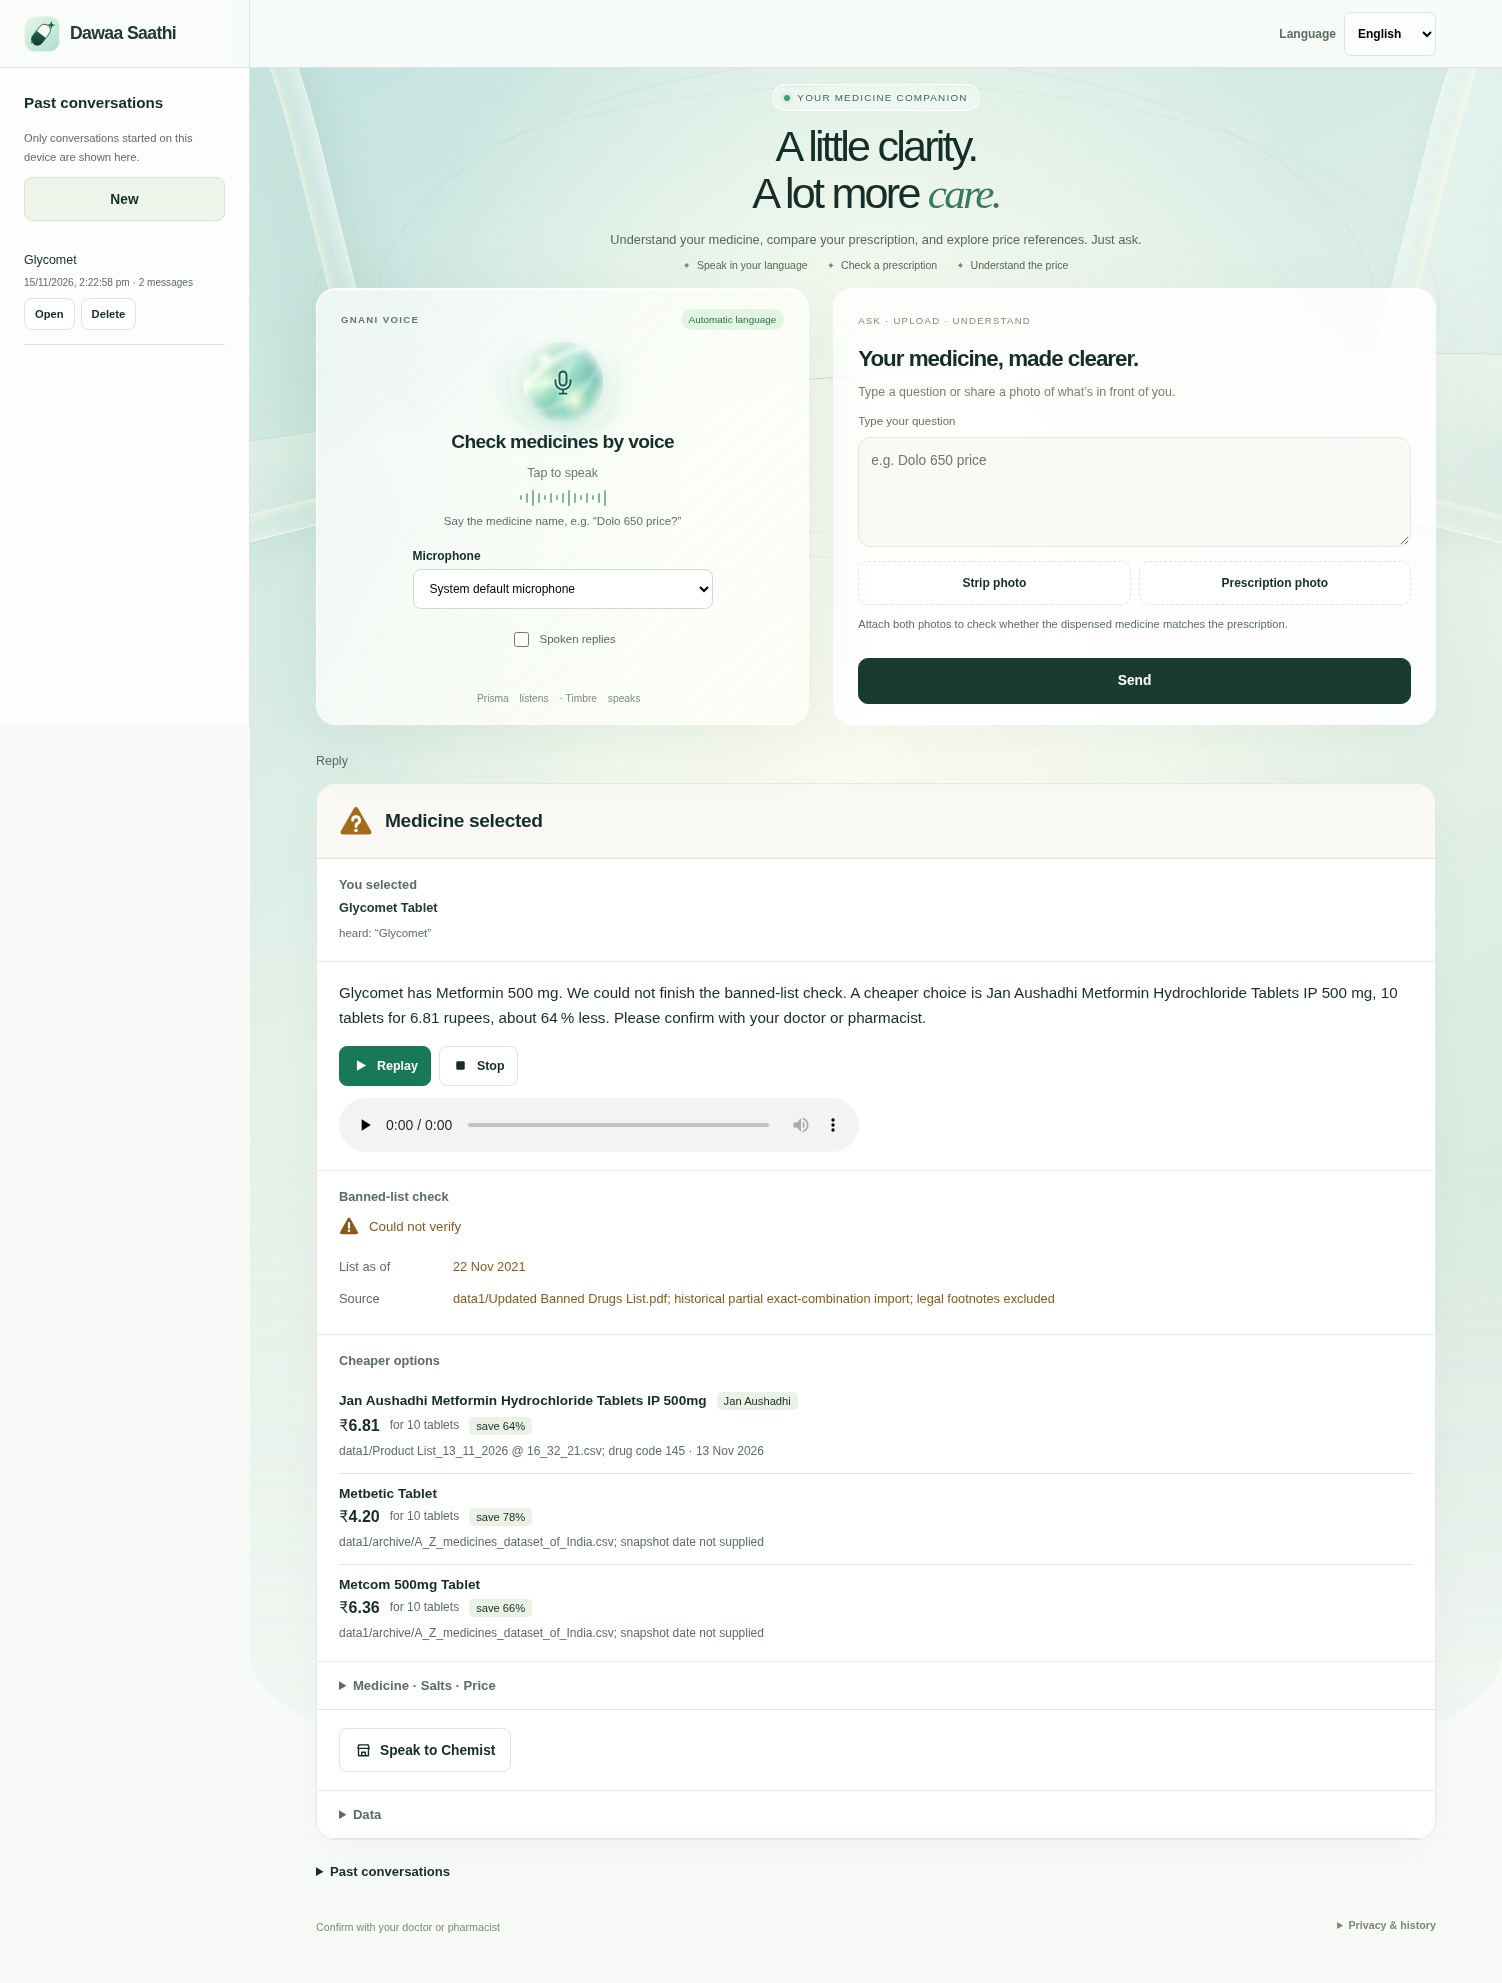 Dawaa Saathi
Language
English
Past conversations
Only conversations started on this
device are shown here.
New
Glycomet
15/11/2026, 2:22:58 pm · 2 messages
Open
Delete
YOUR MEDICINE COMPANION
A little clarity.
A lot more care.
Understand your medicine, compare your prescription, and explore price references. Just ask.
Speak in your language
Check a prescription
Understand the price
GNANI VOICE
Automatic language
Check medicines by voice
Tap to speak
Say the medicine name, e.g. “Dolo 650 price?”
Microphone
System default microphone
Spoken replies
Prisma listens · Timbre speaks
ASK · UPLOAD · UNDERSTAND
Your medicine, made clearer.
Type a question or share a photo of what's in front of you.
Type your question
e.g. Dolo 650 price
Strip photo
Prescription photo
Attach both photos to check whether the dispensed medicine matches the prescription.
Send
Reply
Medicine selected
You selected
Glycomet Tablet
heard: “Glycomet”
Glycomet has Metformin 500 mg. We could not finish the banned-list check. A cheaper choice is Jan Aushadhi Metformin Hydrochloride Tablets IP 500 mg, 10
tablets for 6.81 rupees, about 64 % less. Please confirm with your doctor or pharmacist.
Replay
Stop
0:00 / 0:00
Banned-list check
Could not verify
List as of 22 Nov 2021
Source data1/Updated Banned Drugs List.pdf; historical partial exact-combination import; legal footnotes excluded
Cheaper options
Jan Aushadhi Metformin Hydrochloride Tablets IP 500mg Jan Aushadhi
₹6.81 for 10 tablets save 64%
data1/Product List_13_11_2026 @ 16_32_21.csv; drug code 145 · 13 Nov 2026
Metbetic Tablet
₹4.20 for 10 tablets save 78%
data1/archive/A_Z_medicines_dataset_of_India.csv; snapshot date not supplied
Metcom 500mg Tablet
₹6.36 for 10 tablets save 66%
data1/archive/A_Z_medicines_dataset_of_India.csv; snapshot date not supplied
Medicine · Salts · Price
Speak to Chemist
Data
Past conversations
Confirm with your doctor or pharmacist
Privacy & history